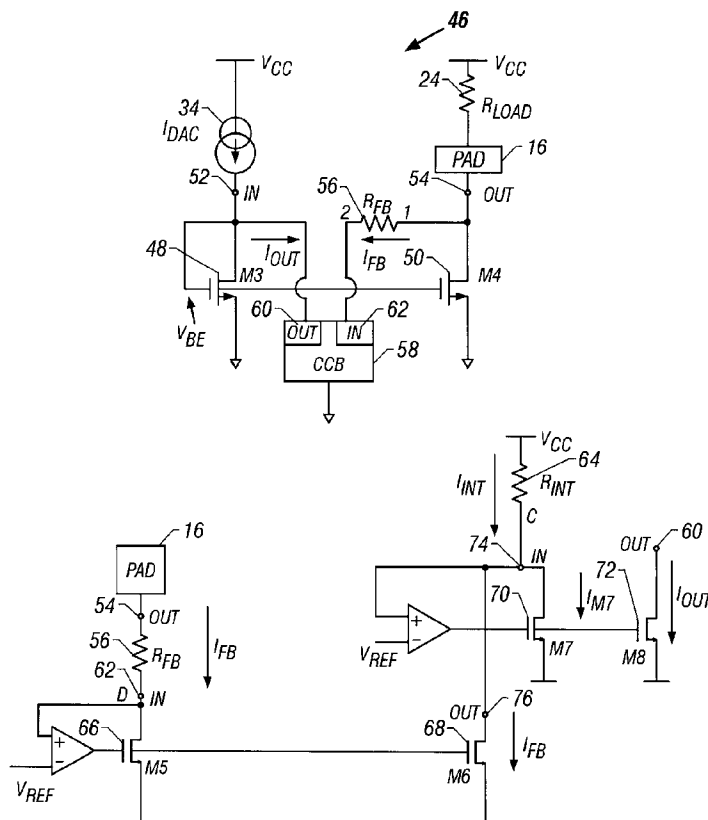 46
V_CC
V_CC
24
R_LOAD
34
I_DAC
PAD
16
52
IN
54
OUT
56
R_FB
2
1
48
I_OUT
I_FB
50
M3
M4
V_BE
60
OUT
IN
62
CCB
58
V_CC
64
I_INT
R_INT
C
16
PAD
74
IN
OUT
60
54
OUT
70
I_M7
72
I_OUT
56
R_FB
I_FB
V_REF
M7
M8
62
D
IN
OUT
76
66
68
I_FB
M5
M6
V_REF
+
−
+
−